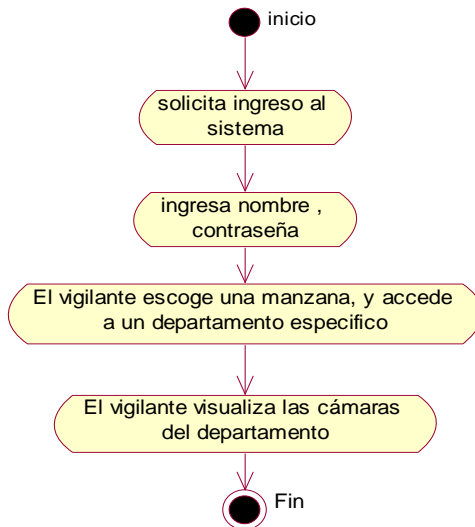 inicio
solicita ingreso al
sistema
ingresa nombre ,
contraseña
El vigilante escoge una manzana, y accede
a un departamento especifico
El vigilante visualiza las cámaras
del departamento
Fin